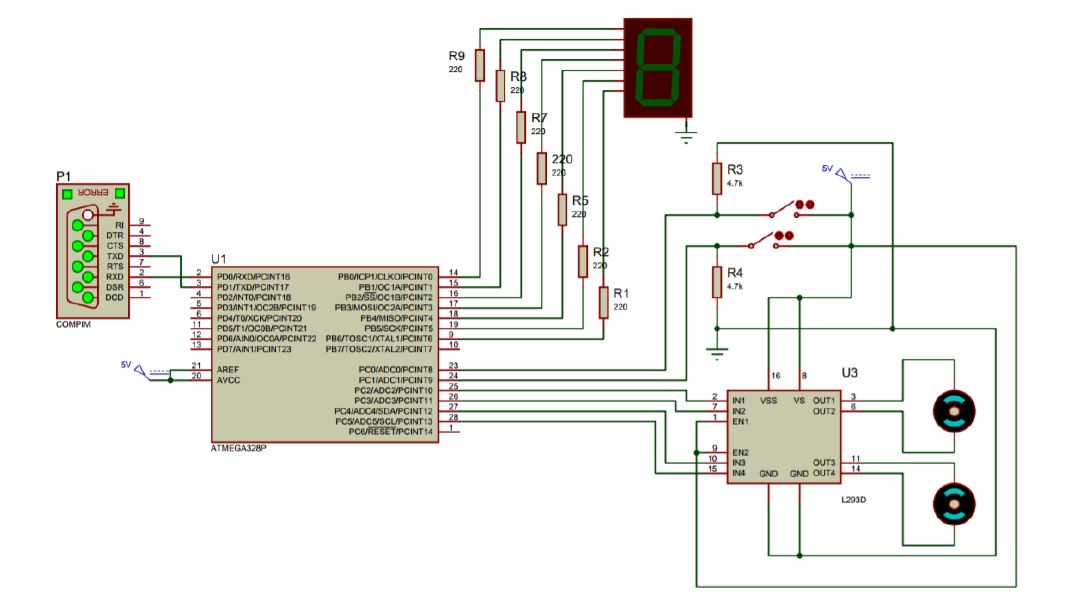 R9
220
R8
220
R7
220
220
220
R5
220
R2
220
R1
220
R3
4.7k
5V
R4
4.7k
P1
ERROR
RI 9
DTR 4
CTS 8
TXD 3
RTS 7
RXD 2
DSR 6
DCD 1
COMPIM
U1
2 PD0/RXD/PCINT16
3 PD1/TXD/PCINT17
4 PD2/INT0/PCINT18
5 PD3/INT1/OC2B/PCINT19
6 PD4/T0/XCK/PCINT20
11 PD5/T1/OC0B/PCINT21
12 PD6/AIN0/OC0A/PCINT22
13 PD7/AIN1/PCINT23
5V
21 AREF
20 AVCC
PB0/ICP1/CLKO/PCINT0 14
PB1/OC1A/PCINT1 15
PB2/SS/OC1B/PCINT2 16
PB3/MOSI/OC2A/PCINT3 17
PB4/MISO/PCINT4 18
PB5/SCK/PCINT5 19
PB6/TOSC1/XTAL1/PCINT6 9
PB7/TOSC2/XTAL2/PCINT7 10
PC0/ADC0/PCINT8 23
PC1/ADC1/PCINT9 24
PC2/ADC2/PCINT10 25
PC3/ADC3/PCINT11 26
PC4/ADC4/SDA/PCINT12 27
PC5/ADC5/SCL/PCINT13 28
PC6/RESET/PCINT14 1
ATMEGA328P
U3
16 8
2 IN1 VSS VS OUT1 3
7 IN2 OUT2 6
1 EN1
9 EN2
10 IN3 OUT3 11
15 IN4 GND GND OUT4 14
L293D